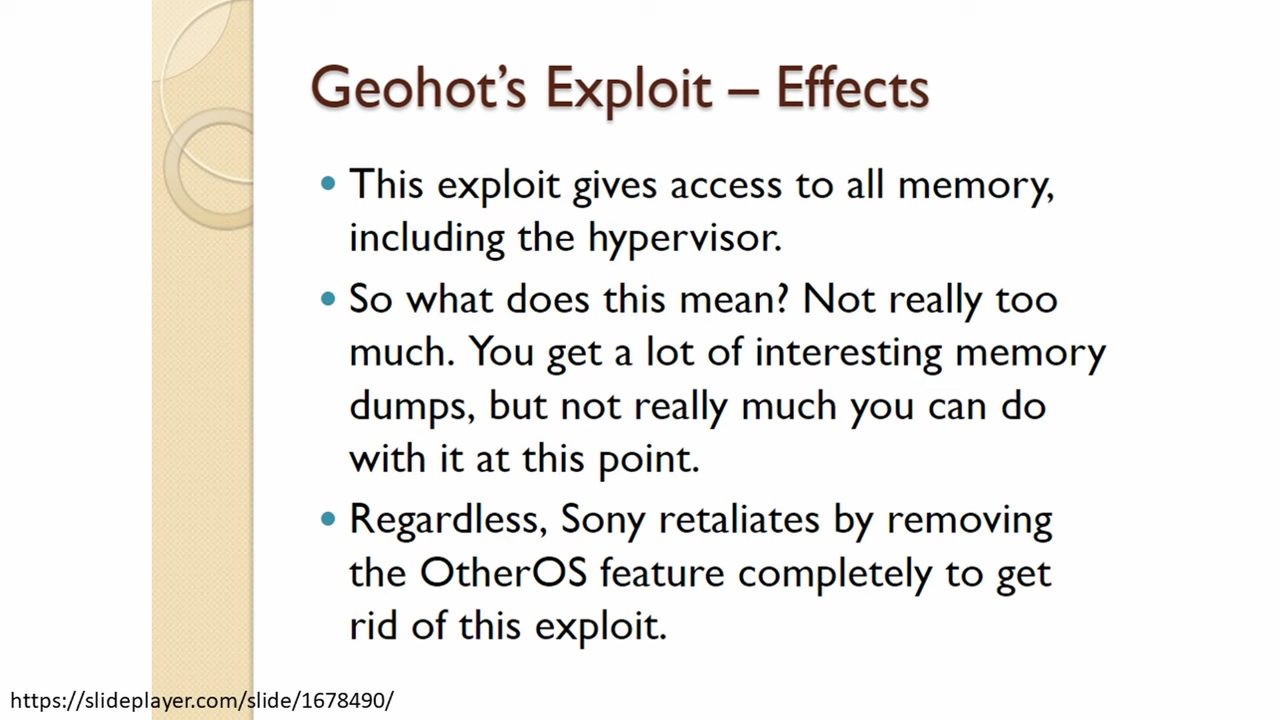 Geohot’s Exploit – Effects
• This exploit gives access to all memory,
including the hypervisor.
• So what does this mean? Not really too
much. You get a lot of interesting memory
dumps, but not really much you can do
with it at this point.
• Regardless, Sony retaliates by removing
the OtherOS feature completely to get
rid of this exploit.
https://slideplayer.com/slide/1678490/